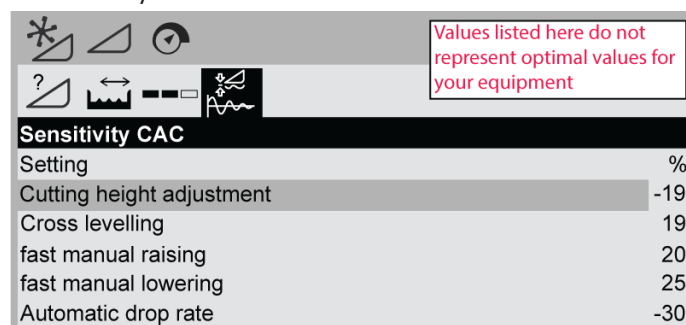 Values listed here do not
represent optimal values for
your equipment
?
Sensitivity CAC
Setting %
Cutting height adjustment -19
Cross levelling 19
fast manual raising 20
fast manual lowering 25
Automatic drop rate -30